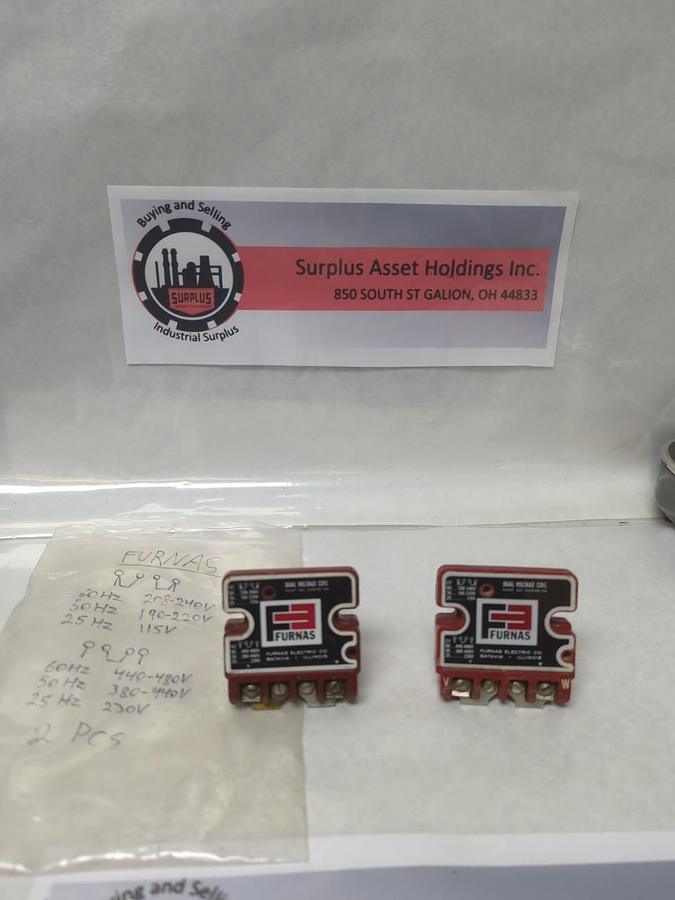 Buying and Selling
SURPLUS
Industrial Surplus
Surplus Asset Holdings Inc.
850 SOUTH ST GALION, OH 44833
FURNAS
60HZ 208-240V
50HZ 190-220V
25HZ 115V
60HZ 440-480V
50HZ 380-440V
25HZ 230V
2 PCS
DUAL VOLTAGE COIL
FURNAS
FURNAS ELECTRIC CO.
BATAVIA • ILLINOIS
DUAL VOLTAGE COIL
FURNAS
FURNAS ELECTRIC CO.
BATAVIA • ILLINOIS
V W
ying and Selli